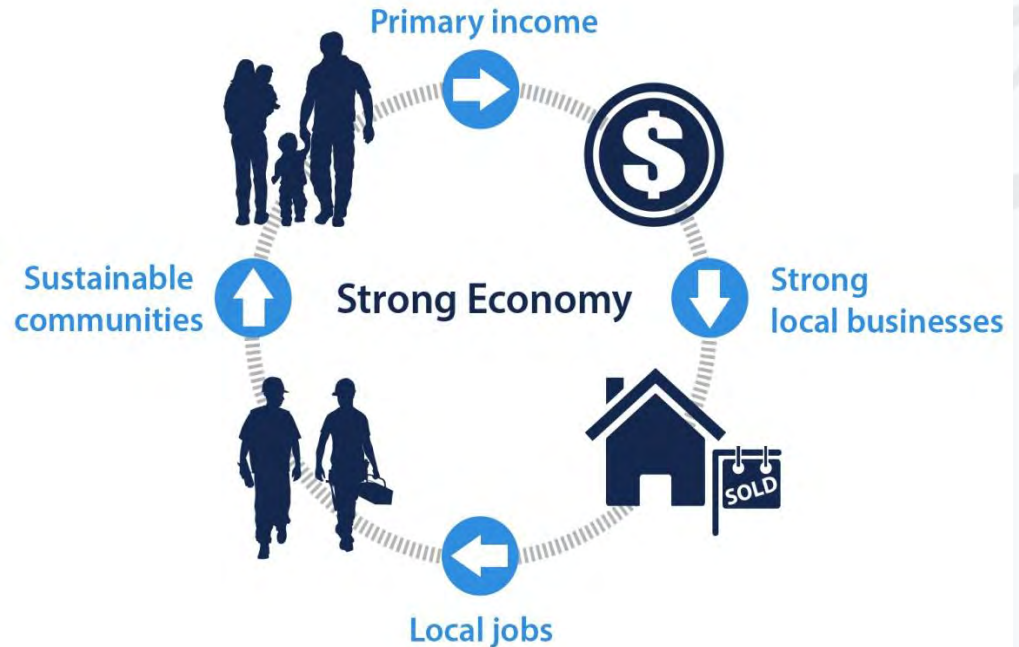 Primary income
$
Sustainable
communities
Strong Economy
Strong
local businesses
SOLD
Local jobs